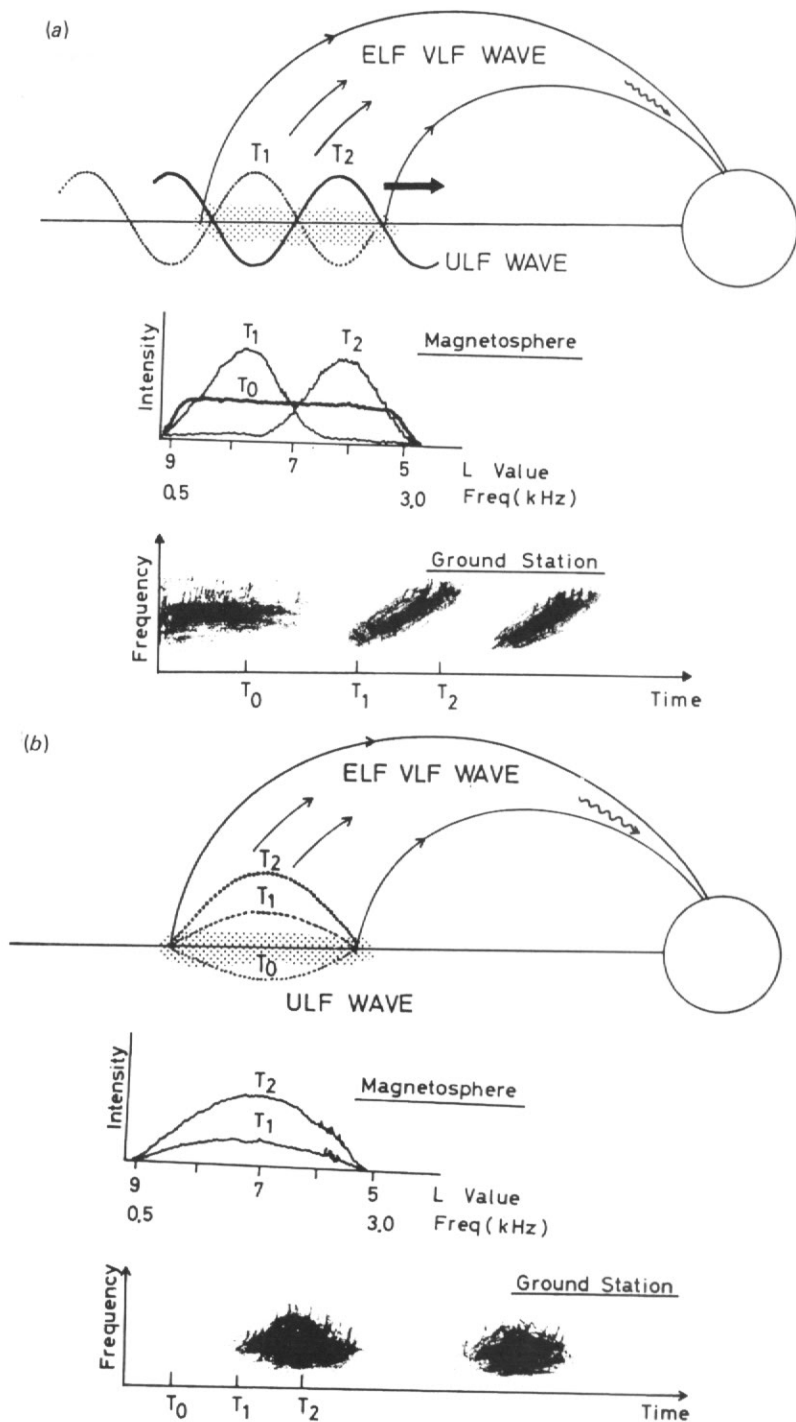 (a)
ELF VLF WAVE
T1 T2
ULF WAVE
Intensity
T1 T2
T0
Magnetosphere
9 7 5 L Value
0.5 3.0 Freq(kHz)
Frequency
Ground Station
T0 T1 T2 Time
(b)
ELF VLF WAVE
T2
T1
T0
ULF WAVE
Intensity
T2
T1
Magnetosphere
9 7 5 L Value
0.5 3.0 Freq(kHz)
Frequency
Ground Station
T0 T1 T2 Time